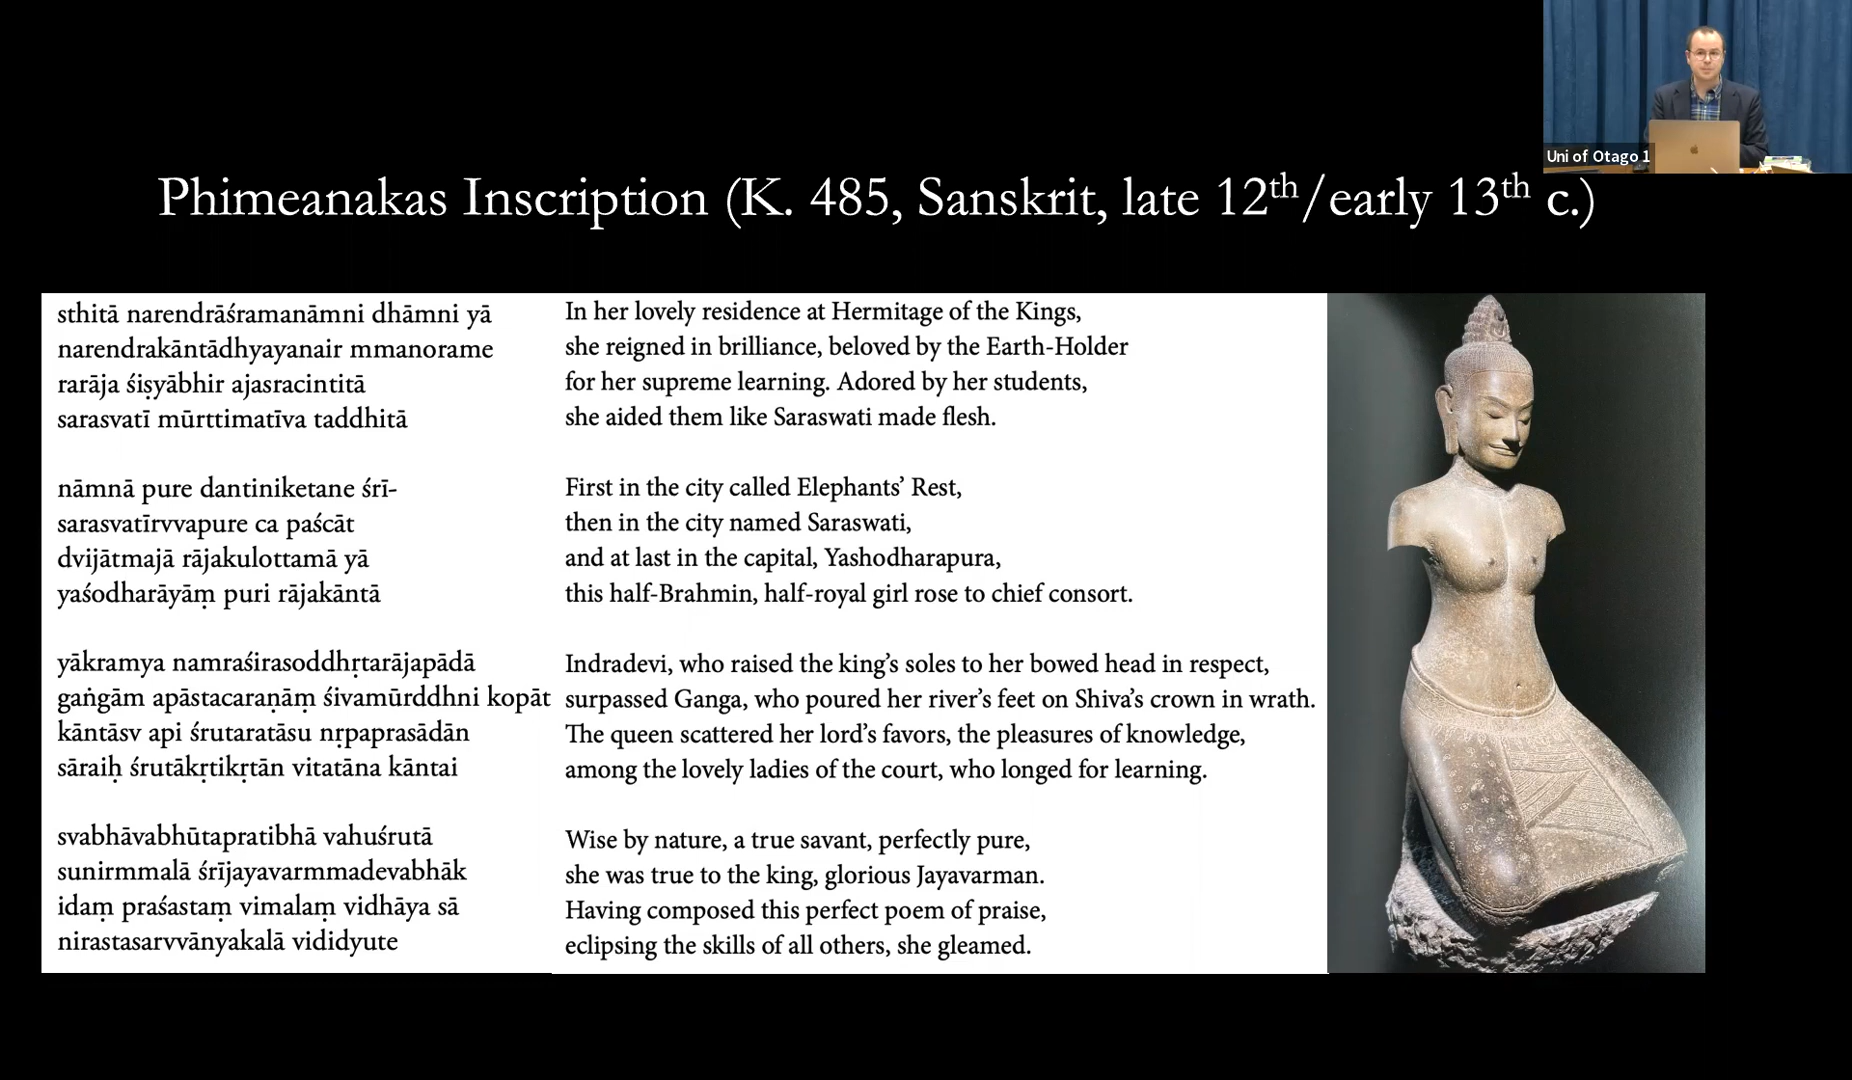 Uni of Otago 1
Phimeanakas Inscription (K. 485, Sanskrit, late 12th/early 13th c.)
sthitā narendrāśramanāmni dhāmni yā
narendrakāntādhyayanair mmanorame
rarāja śiṣyābhir ajasracintitā
sarasvatī mūrttimatīva taddhitā
nāmnā pure dantiniketane śrī-
sarasvatīrvvapure ca paścāt
dvijātmajā rājakulottamā yā
yaśodharāyāṃ puri rājakāntā
yākramya namraśirasoddhṛtarājapādā
gaṅgām apāstacaraṇāṃ śivamūrddhni kopāt
kāntāsv api śrutaratāsu nṛpaprasādān
sāraiḥ śrutākṛtikṛtān vitatāna kāntai
svabhāvabhūtapratibhā vahuśrutā
sunirmmalā śrījayavarmmadevabhāk
idaṃ praśastaṃ vimalaṃ vidhāya sā
nirastasarvvānyakalā vididyute
In her lovely residence at Hermitage of the Kings,
she reigned in brilliance, beloved by the Earth-Holder
for her supreme learning. Adored by her students,
she aided them like Saraswati made flesh.
First in the city called Elephants’ Rest,
then in the city named Saraswati,
and at last in the capital, Yashodharapura,
this half-Brahmin, half-royal girl rose to chief consort.
Indradevi, who raised the king’s soles to her bowed head in respect,
surpassed Ganga, who poured her river’s feet on Shiva’s crown in wrath.
The queen scattered her lord’s favors, the pleasures of knowledge,
among the lovely ladies of the court, who longed for learning.
Wise by nature, a true savant, perfectly pure,
she was true to the king, glorious Jayavarman.
Having composed this perfect poem of praise,
eclipsing the skills of all others, she gleamed.